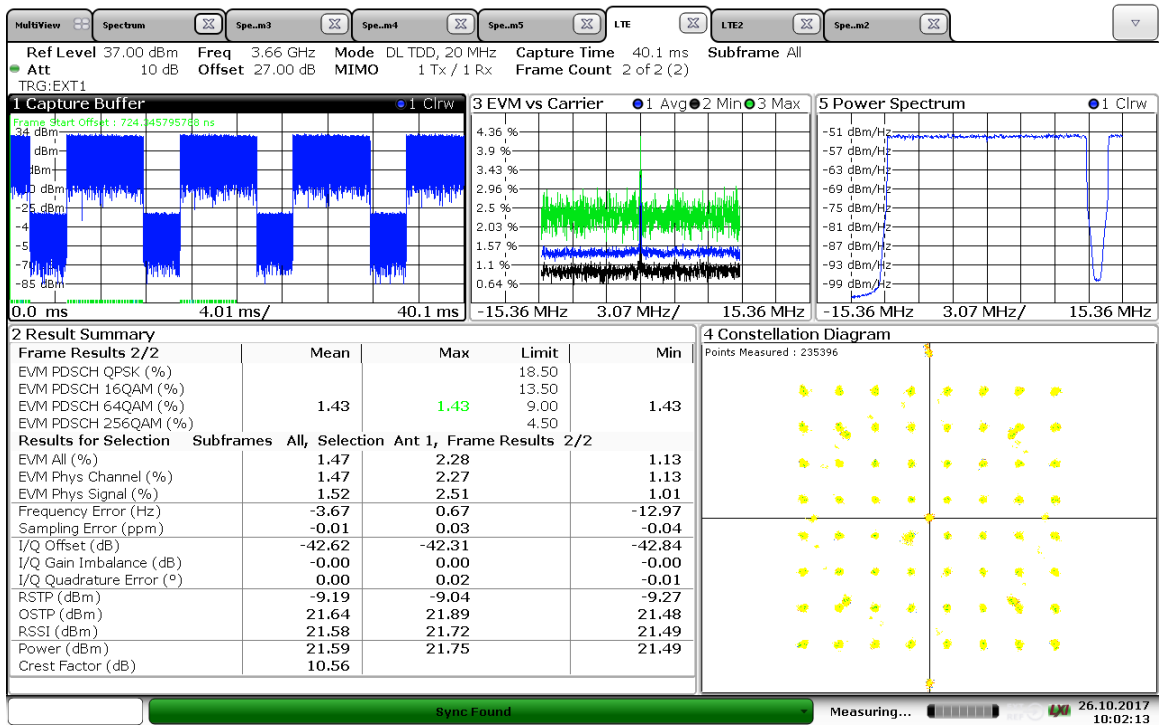 MultiView Spectrum Spe..m3 Spe..m4 Spe..m5 LTE LTE2 Spe..m2
Ref Level 37.00 dBm Freq 3.66 GHz Mode DL TDD, 20 MHz Capture Time 40.1 ms Subframe All
Att 10 dB Offset 27.00 dB MIMO 1 Tx / 1 Rx Frame Count 2 of 2 (2)
TRG:EXT1
1 Capture Buffer 1 Clrw
Frame Start Offset : 724.345795788 ns
34 dBm
dBm
dBm
dBm
-25 dBm
-85 dBm
0.0 ms 4.01 ms/ 40.1 ms
3 EVM vs Carrier 1 Avg 2 Min 3 Max
4.36 %
3.9 %
3.43 %
2.96 %
2.5 %
2.03 %
1.57 %
1.1 %
0.64 %
-15.36 MHz 3.07 MHz/ 15.36 MHz
5 Power Spectrum 1 Clrw
-51 dBm/Hz
-57 dBm/Hz
-63 dBm/Hz
-69 dBm/Hz
-75 dBm/Hz
-81 dBm/Hz
-87 dBm/Hz
-93 dBm/Hz
-99 dBm/Hz
-15.36 MHz 3.07 MHz/ 15.36 MHz
2 Result Summary
Frame Results 2/2 Mean Max Limit Min
EVM PDSCH QPSK (%) 18.50
EVM PDSCH 16QAM (%) 13.50
EVM PDSCH 64QAM (%) 1.43 1.43 9.00 1.43
EVM PDSCH 256QAM (%) 4.50
Results for Selection Subframes All, Selection Ant 1, Frame Results 2/2
EVM All (%) 1.47 2.28 1.13
EVM Phys Channel (%) 1.47 2.27 1.13
EVM Phys Signal (%) 1.52 2.51 1.01
Frequency Error (Hz) -3.67 0.67 -12.97
Sampling Error (ppm) -0.01 0.03 -0.04
I/Q Offset (dB) -42.62 -42.31 -42.84
I/Q Gain Imbalance (dB) -0.00 0.00 -0.00
I/Q Quadrature Error (°) 0.00 0.02 -0.01
RSTP (dBm) -9.19 -9.04 -9.27
OSTP (dBm) 21.64 21.89 21.48
RSSI (dBm) 21.58 21.72 21.49
Power (dBm) 21.59 21.75 21.49
Crest Factor (dB) 10.56
4 Constellation Diagram
Points Measured : 235396
Sync Found
Measuring...
REF
LXI
26.10.2017
10:02:13